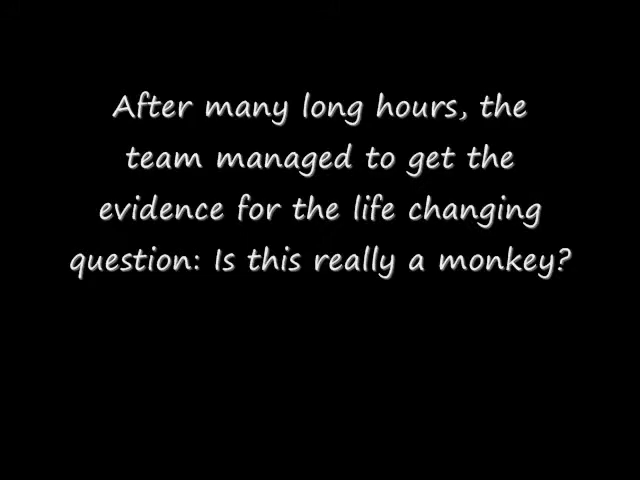 After many long hours, the
team managed to get the
evidence for the life changing
question: Is this really a monkey?